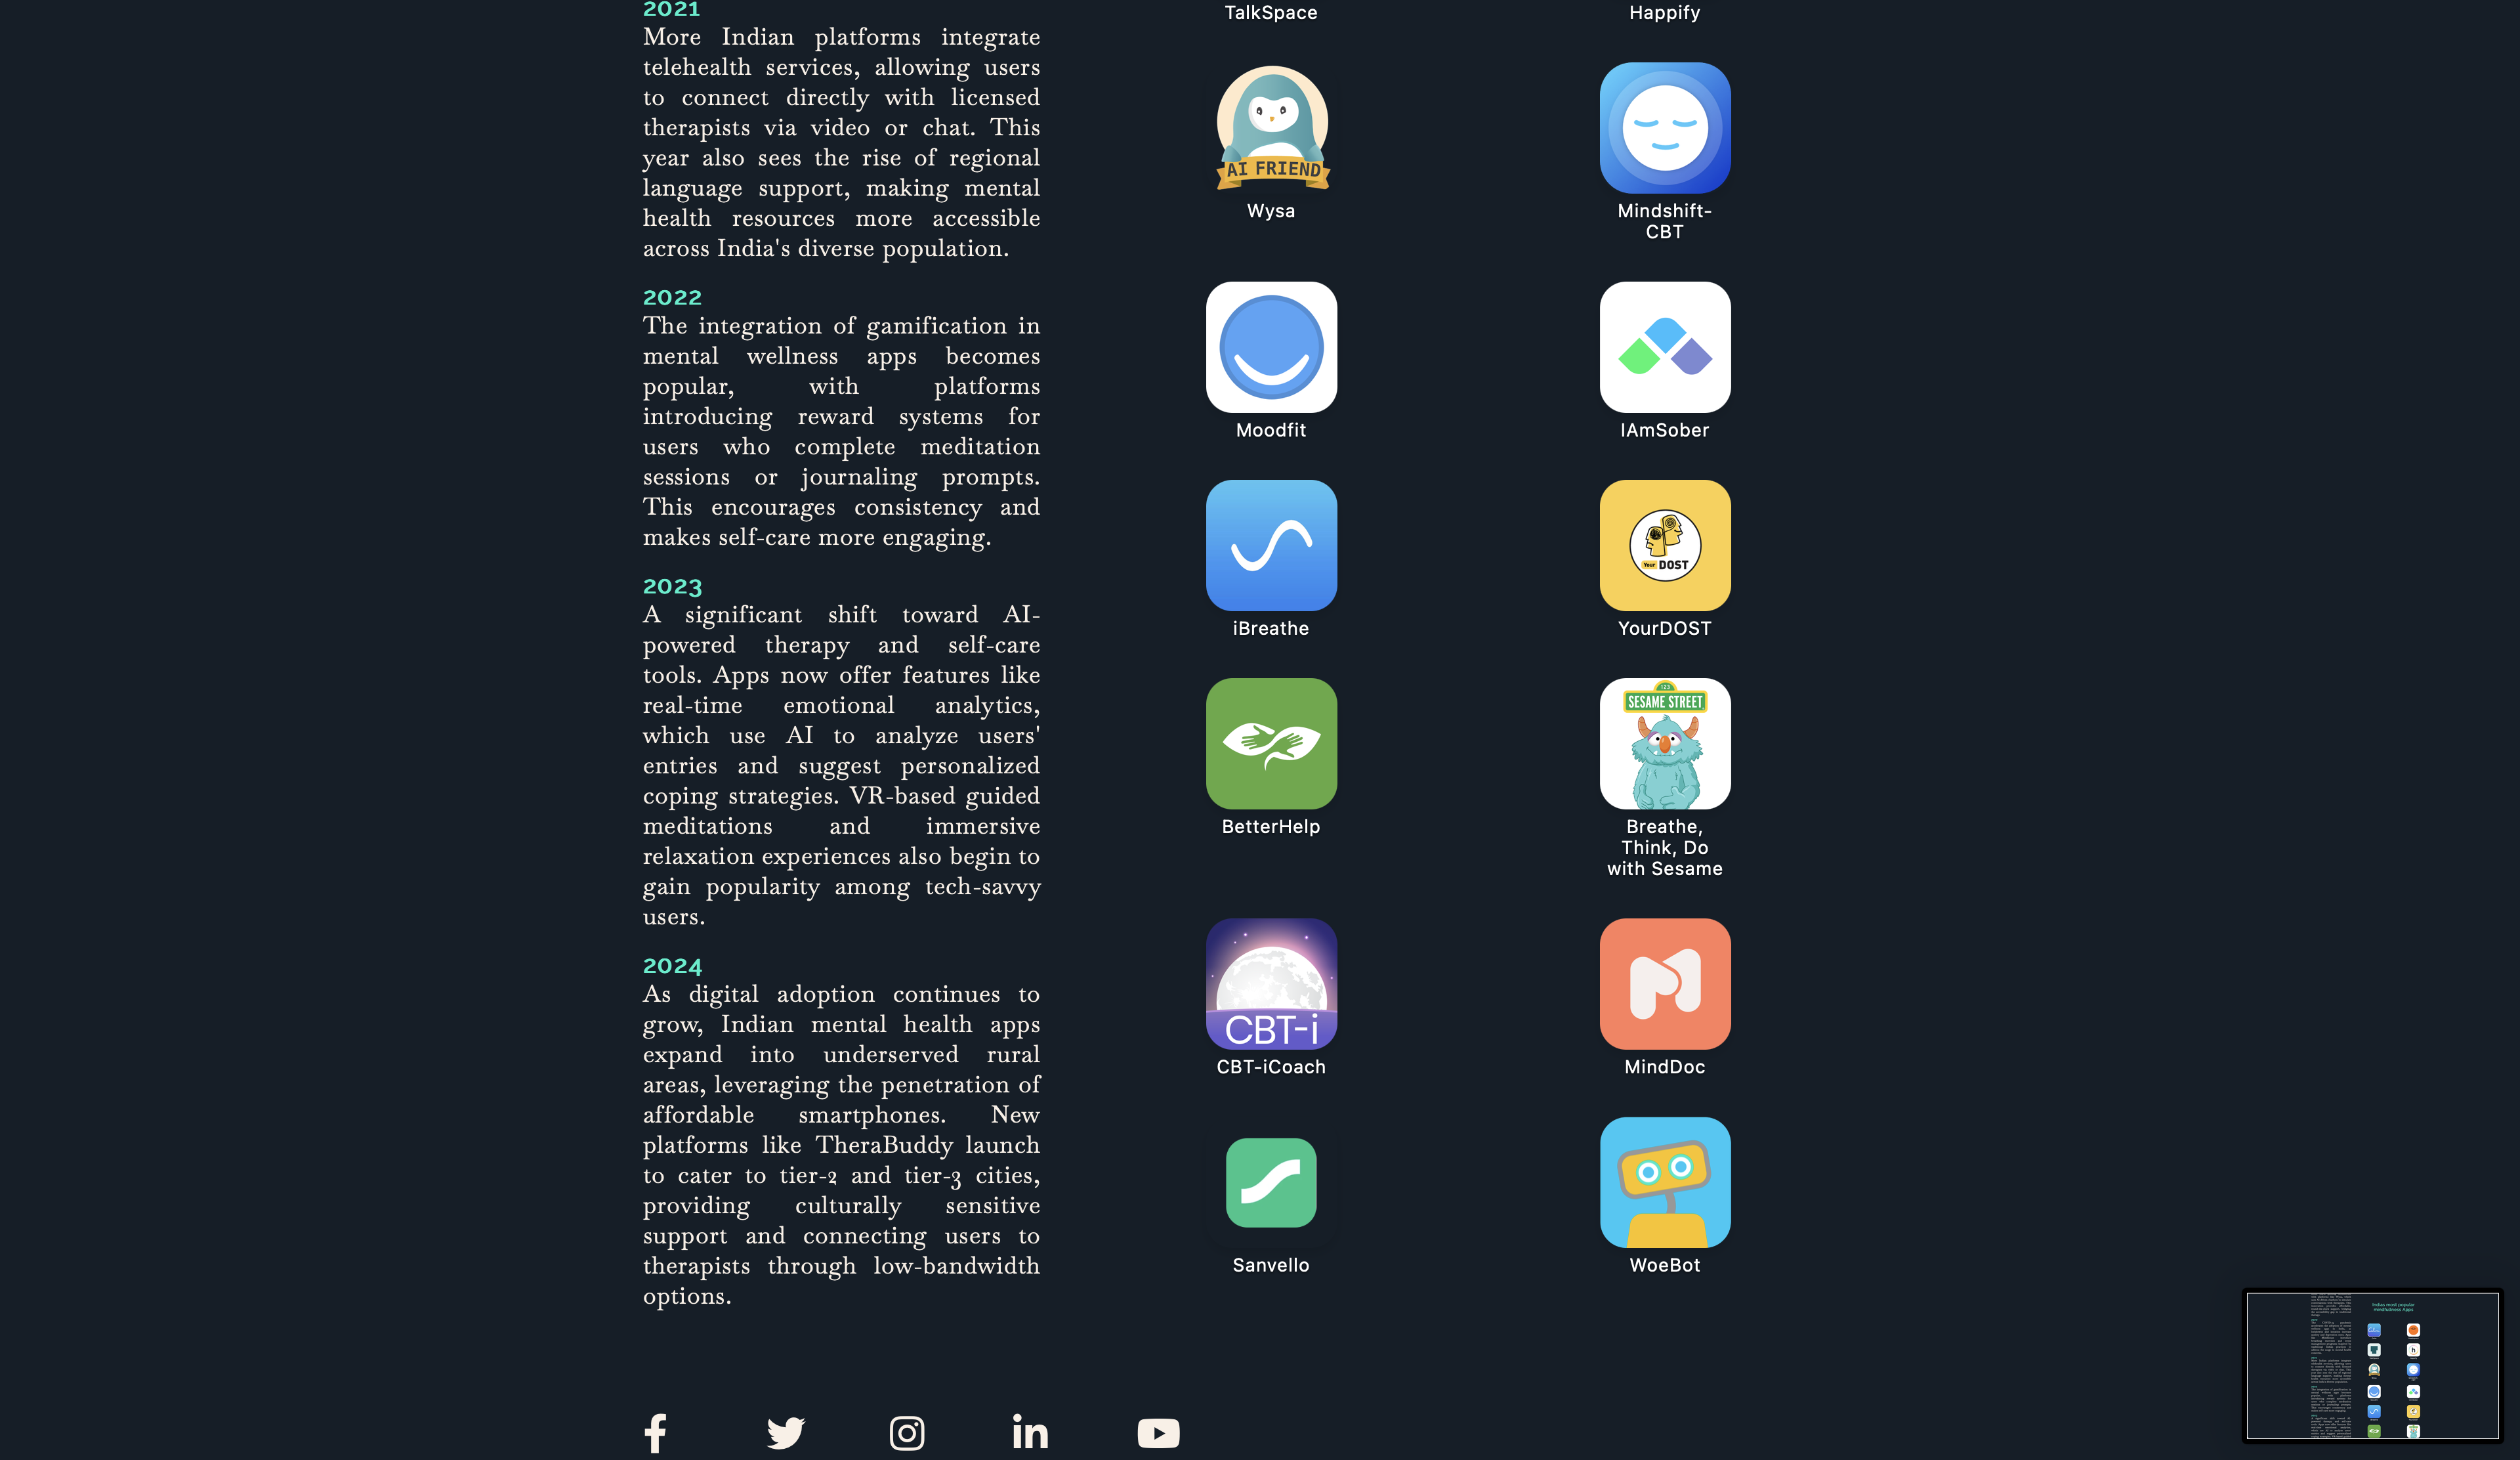 2021
More Indian platforms integrate
telehealth services, allowing users
to connect directly with licensed
therapists via video or chat. This
year also sees the rise of regional
language support, making mental
health resources more accessible
across India's diverse population.
2022
The integration of gamification in
mental wellness apps becomes
popular, with platforms
introducing reward systems for
users who complete meditation
sessions or journaling prompts.
This encourages consistency and
makes self-care more engaging.
2023
A significant shift toward AI-
powered therapy and self-care
tools. Apps now offer features like
real-time emotional analytics,
which use AI to analyze users'
entries and suggest personalized
coping strategies. VR-based guided
meditations and immersive
relaxation experiences also begin to
gain popularity among tech-savvy
users.
2024
As digital adoption continues to
grow, Indian mental health apps
expand into underserved rural
areas, leveraging the penetration of
affordable smartphones. New
platforms like TheraBuddy launch
to cater to tier-2 and tier-3 cities,
providing culturally sensitive
support and connecting users to
therapists through low-bandwidth
options.
TalkSpace
Happify
AI FRIEND
Wysa
Mindshift-
CBT
Moodfit
IAmSober
iBreathe
Your DOST
YourDOST
BetterHelp
123
SESAME STREET
Breathe,
Think, Do
with Sesame
CBT-i
CBT-iCoach
MindDoc
Sanvello
WoeBot
Indias most popular
mindfulness Apps